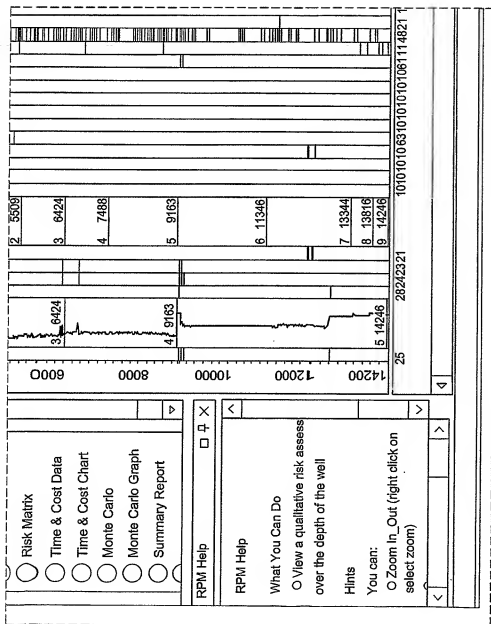 Risk Matrix
Time & Cost Data
Time & Cost Chart
Monte Carlo
Monte Carlo Graph
Summary Report
RPM Help
RPM Help
What You Can Do
O View a qualitative risk assess
over the depth of the well
Hints
You can:
O Zoom In_Out (right click on
select zoom)
6000
8000
10000
12000
14200
25
3 6424
4 9163
5 14246
28242321
2 5509
3 6424
4 7488
5 9163
6 11346
7 13344
8 13816
9 14246
1010101063101010101061114821